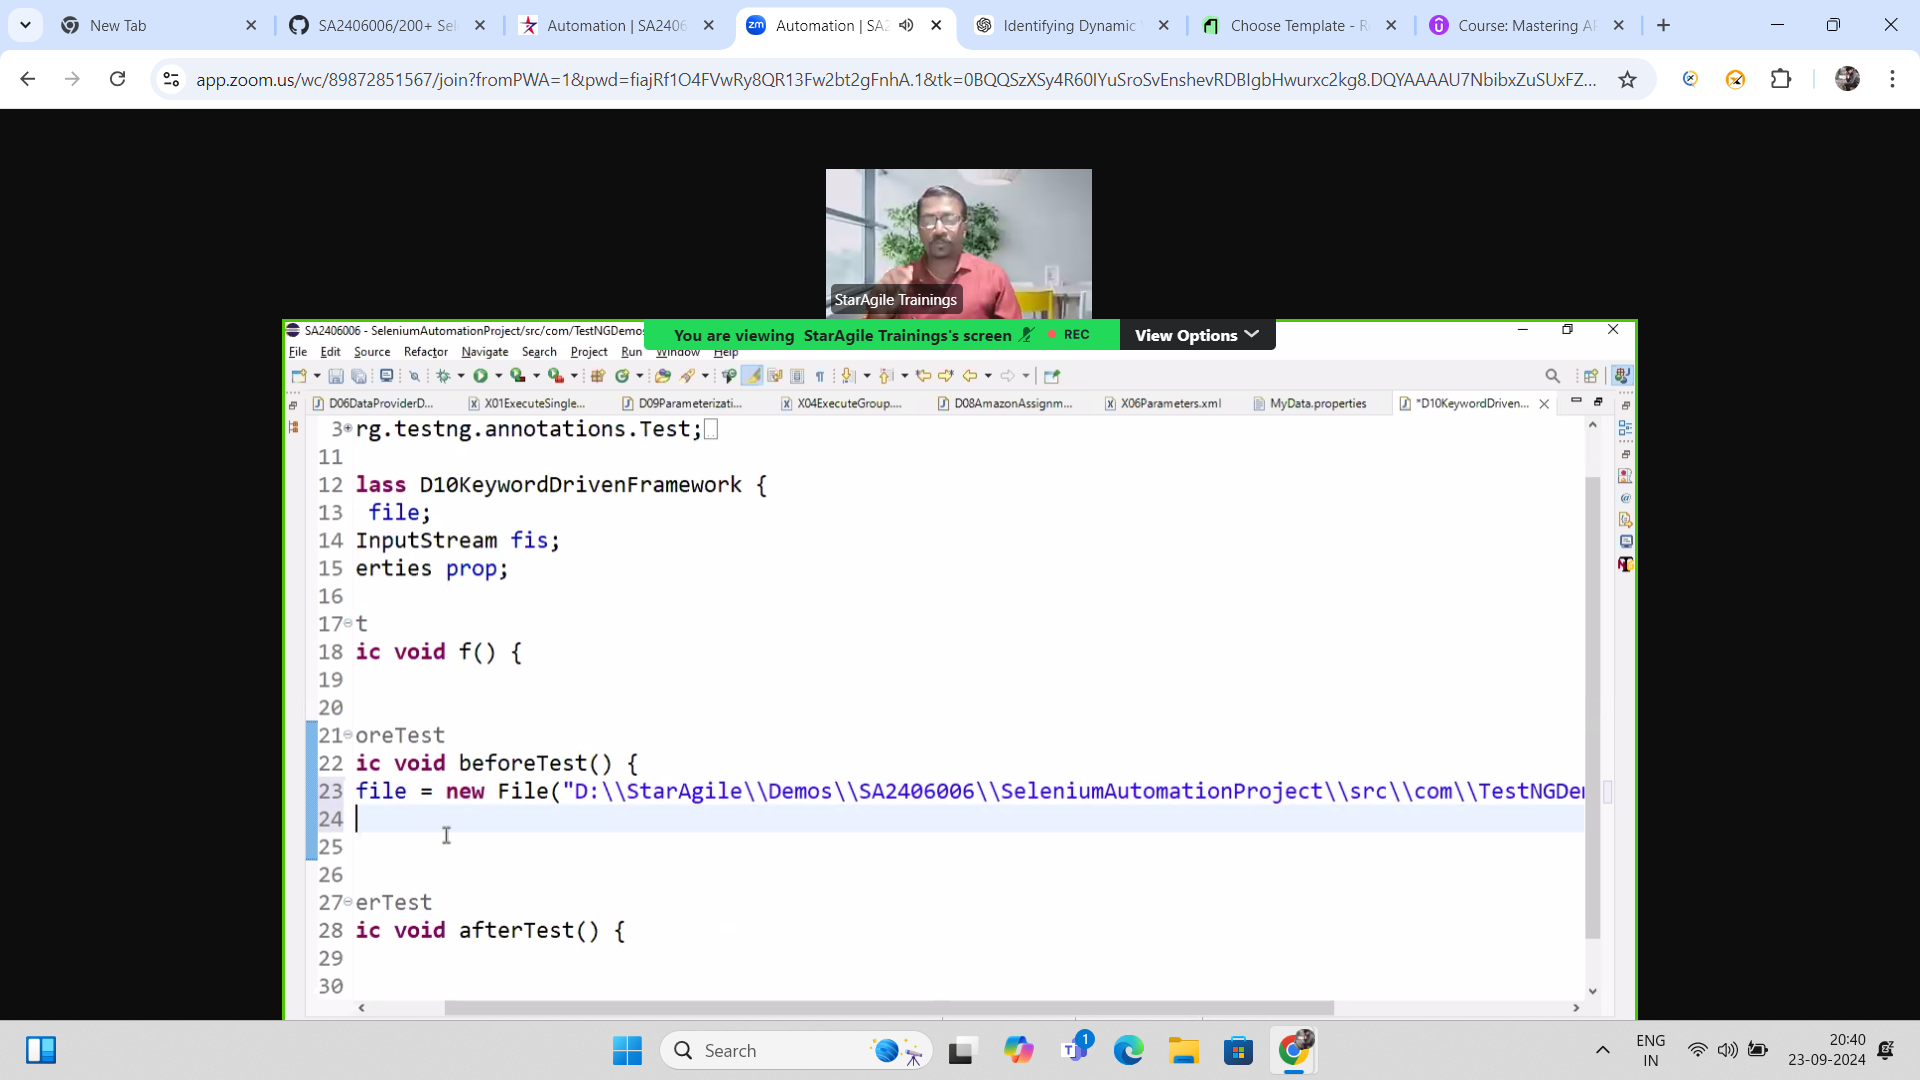 New Tab
SA2406006/200+ Sel
Automation | SA2406
zm
Automation | SA2
Identifying Dynamic
Choose Template - R
Course: Mastering AP
app.zoom.us/wc/89872851567/join?fromPWA=1&pwd=fiajRf1O4FVwRy8QR13Fw2bt2gFnhA.1&tk=0BQQSzXSy4R60IYuSroSvEnshevRDBIgbHwurxc2kg8.DQYAAAAU7NbibxZuSUxFZ...
StarAgile Trainings
SA2406006 - SeleniumAutomationProject/src/com/TestNGDemos
You are viewing StarAgile Trainings's screen
REC
View Options
File Edit Source Refactor Navigate Search Project Run Window Help
D06DataProviderD...
X01ExecuteSingle...
D09Parameterizati...
X04ExecuteGroup....
D08AmazonAssignm...
X06Parameters.xml
MyData.properties
*D10KeywordDriven...
3 rg.testng.annotations.Test;
11
12 lass D10KeywordDrivenFramework {
13 file;
14 InputStream fis;
15 erties prop;
16
17 t
18 ic void f() {
19
20
21 oreTest
22 ic void beforeTest() {
23 file = new File("D:\\StarAgile\\Demos\\SA2406006\\SeleniumAutomationProject\\src\\com\\TestNGDem
24
25
26
27 erTest
28 ic void afterTest() {
29
30
Search
1
ENG
IN
20:40
23-09-2024